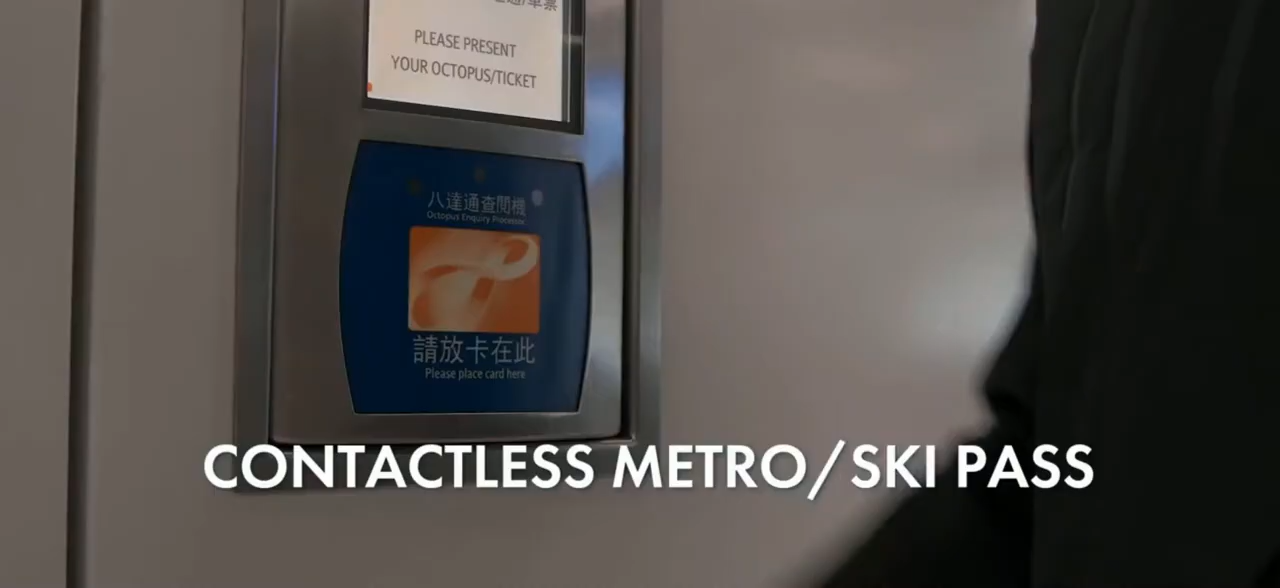 PLEASE PRESENT
YOUR OCTOPUS/TICKET
八達通查閱機
Octopus Enquiry Processor
請放卡在此
Please place card here
CONTACTLESS METRO/SKI PASS